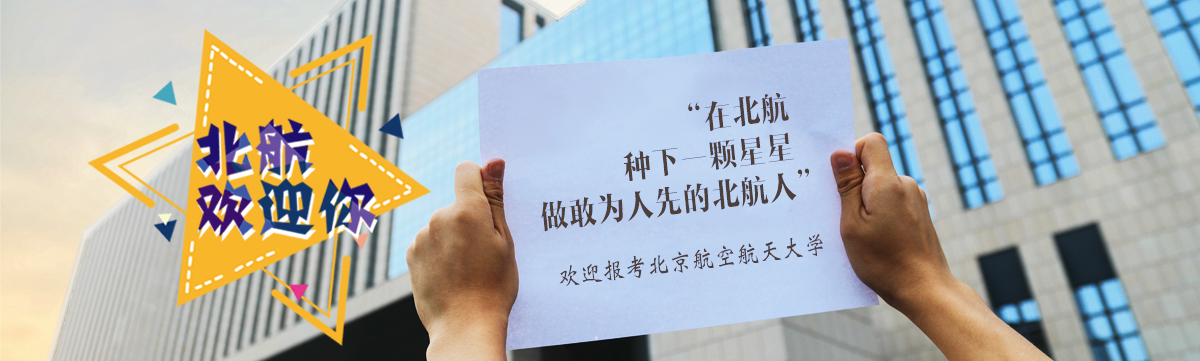 北航
欢迎你
“在北航
种下一颗星星
做敢为人先的北航人”
欢迎报考北京航空航天大学